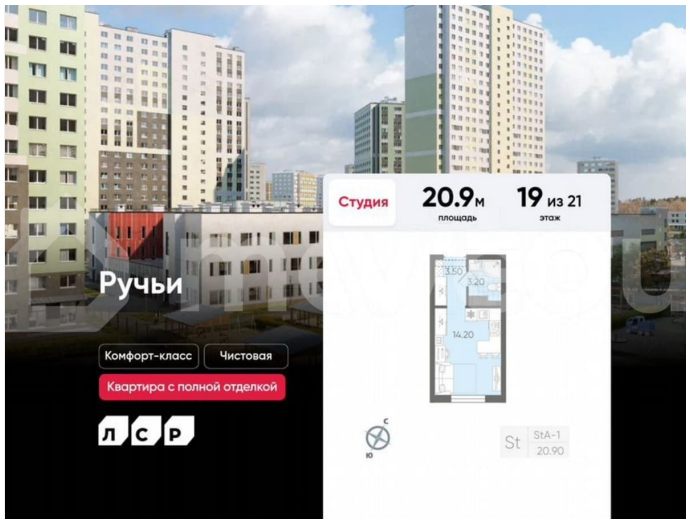 Студия
20.9м
площадь
19 из 21
этаж
3.50
3.20
14.20
Ручьи
Комфорт-класс
Чистовая
Квартира с полной отделкой
ЛСР
С
Ю
St
StA-1
20.90